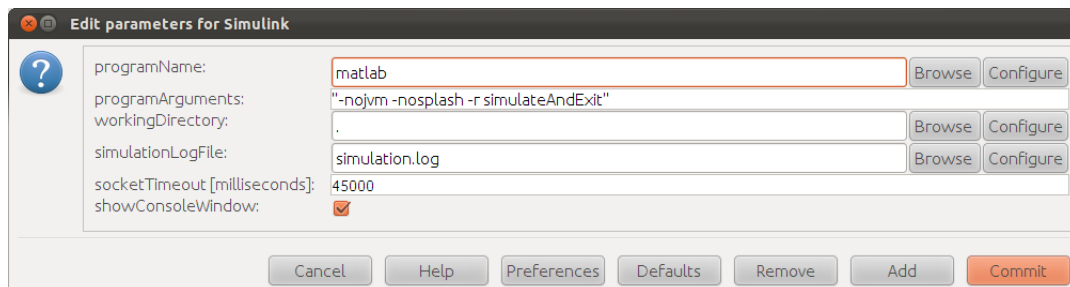 Edit parameters for Simulink
?
programName:
matlab
Browse Configure
programArguments:
"-nojvm -nosplash -r simulateAndExit"
workingDirectory:
.
Browse Configure
simulationLogFile:
simulation.log
Browse Configure
socketTimeout [milliseconds]:
45000
showConsoleWindow:
Cancel Help Preferences Defaults Remove Add Commit